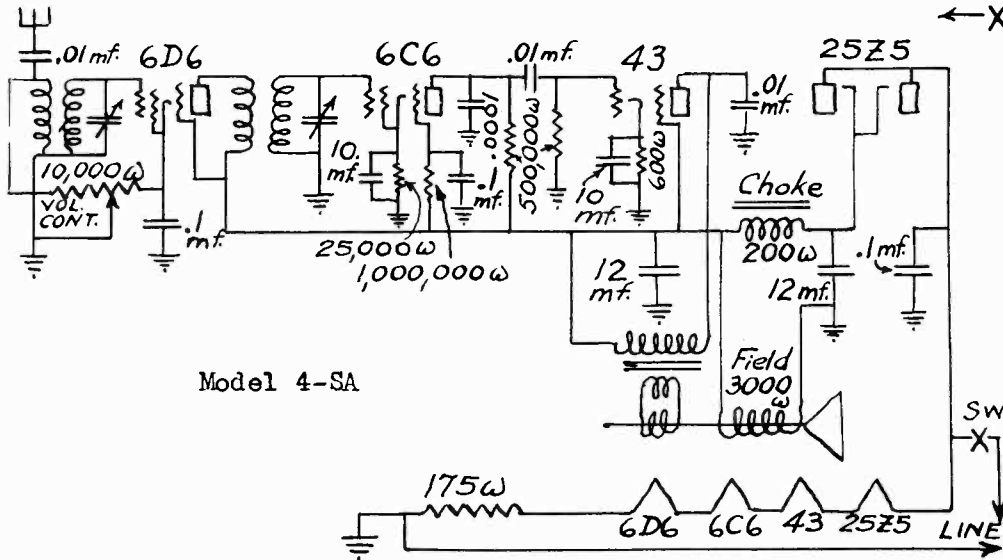 X
.01mf.
6D6
6C6
.01mf.
43
25Z5
.01
mf.
10,000ω
VOL.
CONT.
.1
mf.
10.
mf.
25,000ω
1,000,000ω
.0001
.1
mf.
500,000ω
10
mf.
600ω
Choke
200ω
12
mf.
12mf.
.1mf.
Model 4-SA
Field
3000
ω
SW
175ω
6D6
6C6
43
25Z5
LINE